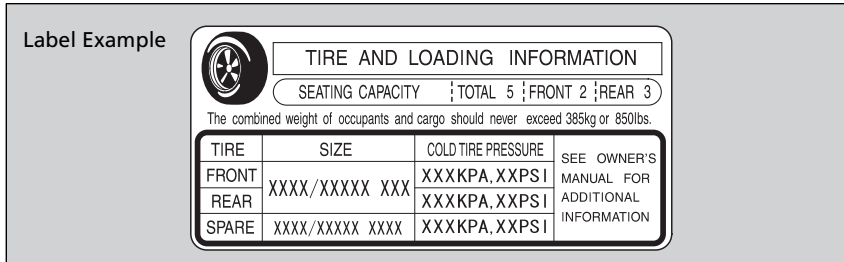 Label Example
TIRE AND LOADING INFORMATION
SEATING CAPACITY TOTAL 5 FRONT 2 REAR 3
The combined weight of occupants and cargo should never exceed 385kg or 850lbs.
TIRE SIZE COLD TIRE PRESSURE SEE OWNER'S MANUAL FOR ADDITIONAL INFORMATION
FRONT XXXX/XXXXX XXX XXXKPA,XXPSI
REAR XXXKPA,XXPSI
SPARE XXXX/XXXXX XXXX XXXKPA,XXPSI